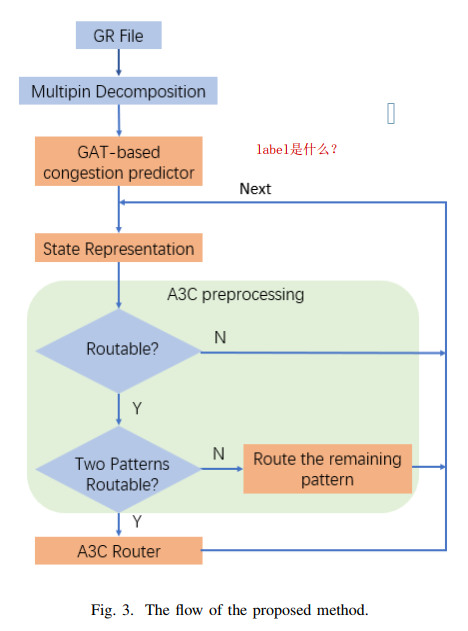 GR File
Multipin Decomposition
GAT-based
congestion predictor
label是什么?
Next
State Representation
A3C preprocessing
Routable?
N
Y
Two Patterns
Routable?
N
Route the remaining
pattern
Y
A3C Router
Fig. 3. The flow of the proposed method.